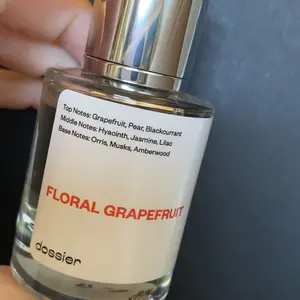 Top Notes: Grapefruit, Pear, Blackcurrant
Middle Notes: Hyacinth, Jasmine, Lilac
Base Notes: Orris, Musks, Amberwood
FLORAL GRAPEFRUIT
dossier